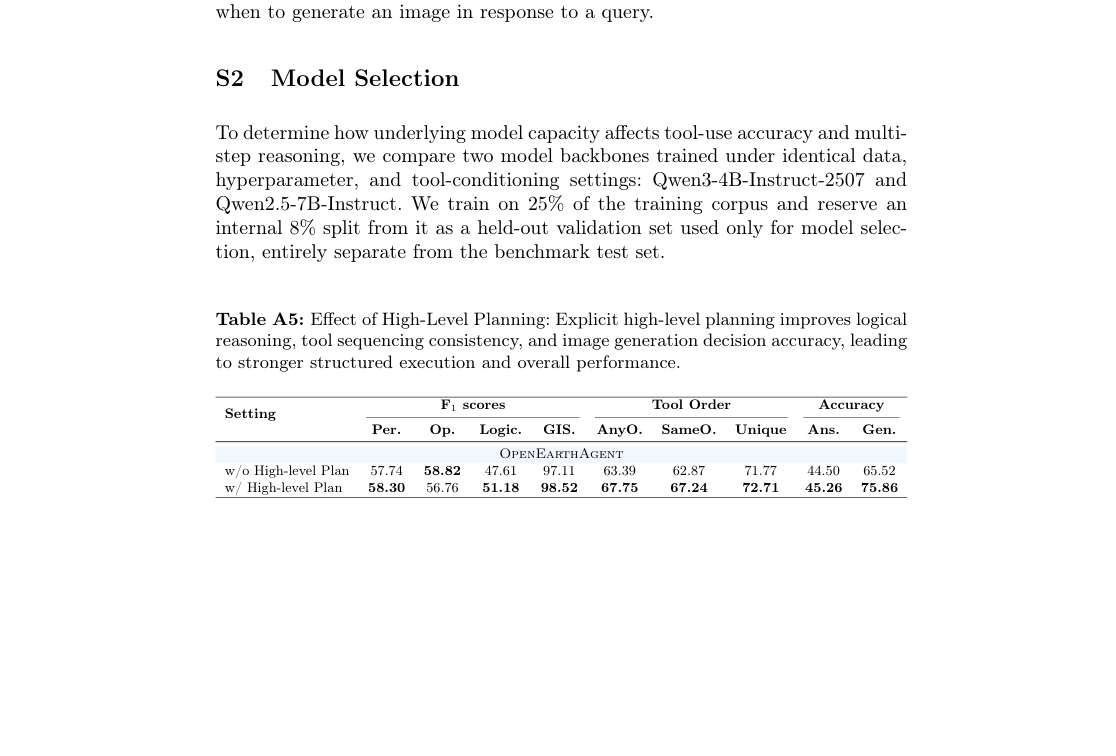 when to generate an image in response to a query.
S2 Model Selection
To determine how underlying model capacity affects tool-use accuracy and multi-
step reasoning, we compare two model backbones trained under identical data,
hyperparameter, and tool-conditioning settings: Qwen3-4B-Instruct-2507 and
Qwen2.5-7B-Instruct. We train on 25% of the training corpus and reserve an
internal 8% split from it as a held-out validation set used only for model selec-
tion, entirely separate from the benchmark test set.
Table A5: Effect of High-Level Planning: Explicit high-level planning improves logical
reasoning, tool sequencing consistency, and image generation decision accuracy, leading
to stronger structured execution and overall performance.
Setting F1 scores Tool Order Accuracy
Per. Op. Logic. GIS. AnyO. SameO. Unique Ans. Gen.
OpenEarthAgent
w/o High-level Plan 57.74 58.82 47.61 97.11 63.39 62.87 71.77 44.50 65.52
w/ High-level Plan 58.30 56.76 51.18 98.52 67.75 67.24 72.71 45.26 75.86